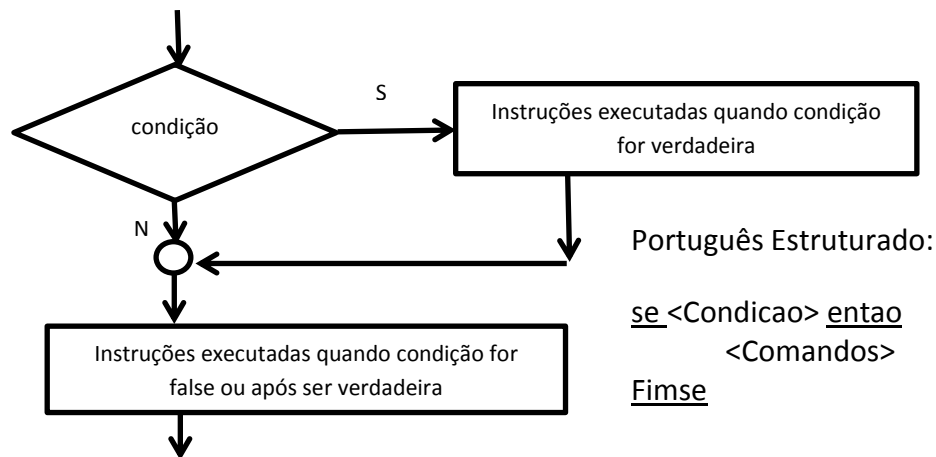 condição
S
Instruções executadas quando condição
for verdadeira
N
Instruções executadas quando condição for
false ou após ser verdadeira
Português Estruturado:
se <Condicao> entao
<Comandos>
Fimse